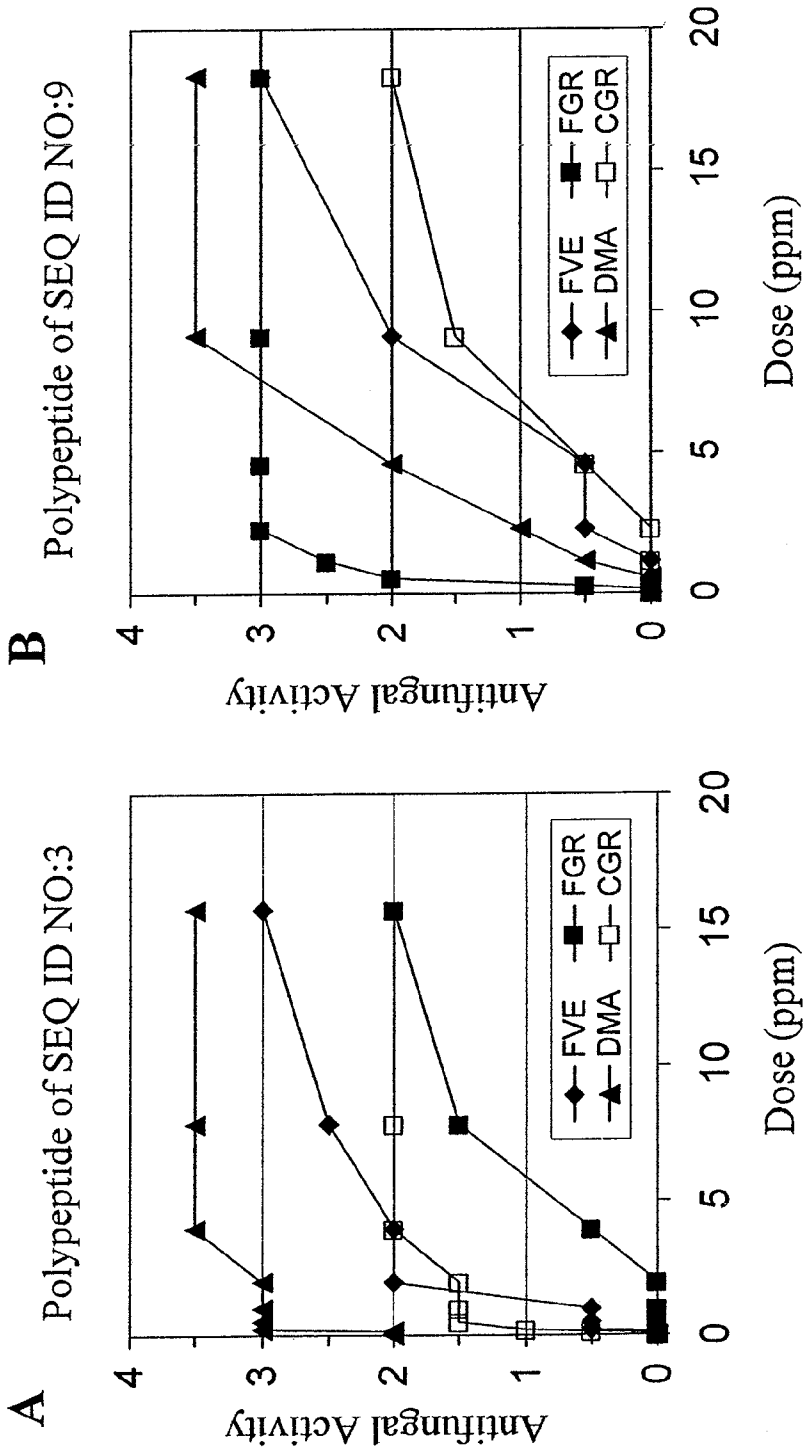 A
Polypeptide of SEQ ID NO:3
Antifungal Activity
4
3
2
1
0
0 5 10 15 20
Dose (ppm)
FVE FGR
DMA CGR
B
Polypeptide of SEQ ID NO:9
Antifungal Activity
4
3
2
1
0
0 5 10 15 20
Dose (ppm)
FVE FGR
DMA CGR